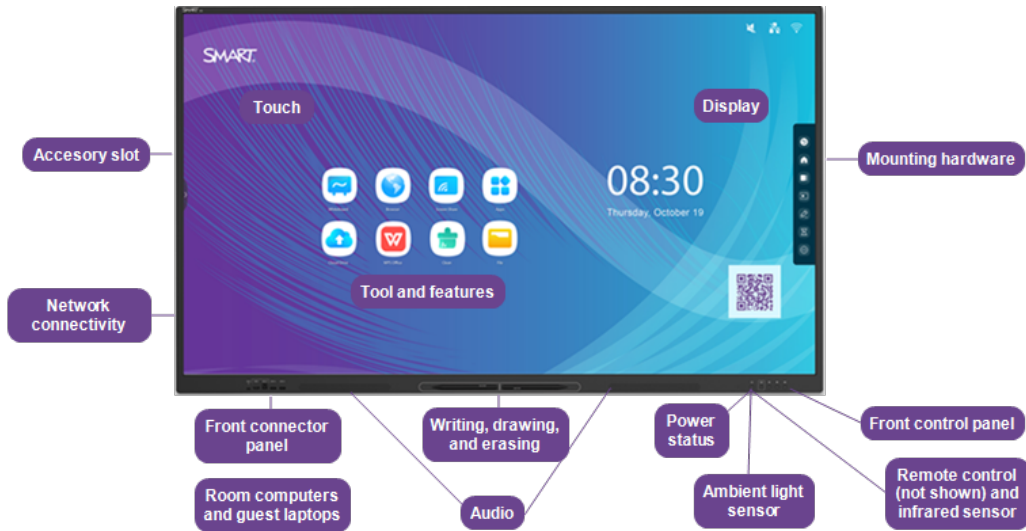 SMART
SMART
Touch
Display
Accesory slot
Mounting hardware
08:30
Thursday, October 19
Browser
Tool and features
Network
connectivity
Front connector
panel
Writing, drawing,
and erasing
Power
status
Front control panel
Room computers
and guest laptops
Audio
Ambient light
sensor
Remote control
(not shown) and
infrared sensor